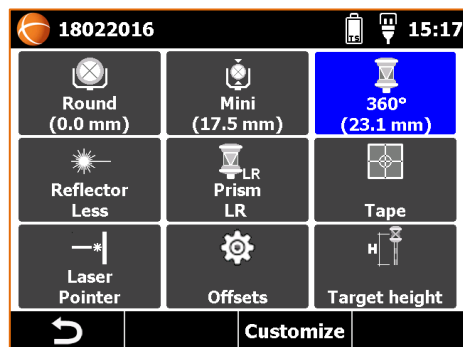 18022016
TS
15:17
Round
(0.0 mm)
Mini
(17.5 mm)
360°
(23.1 mm)
Reflector
Less
LR
Prism
LR
Tape
Laser
Pointer
Offsets
H
Target height
Customize